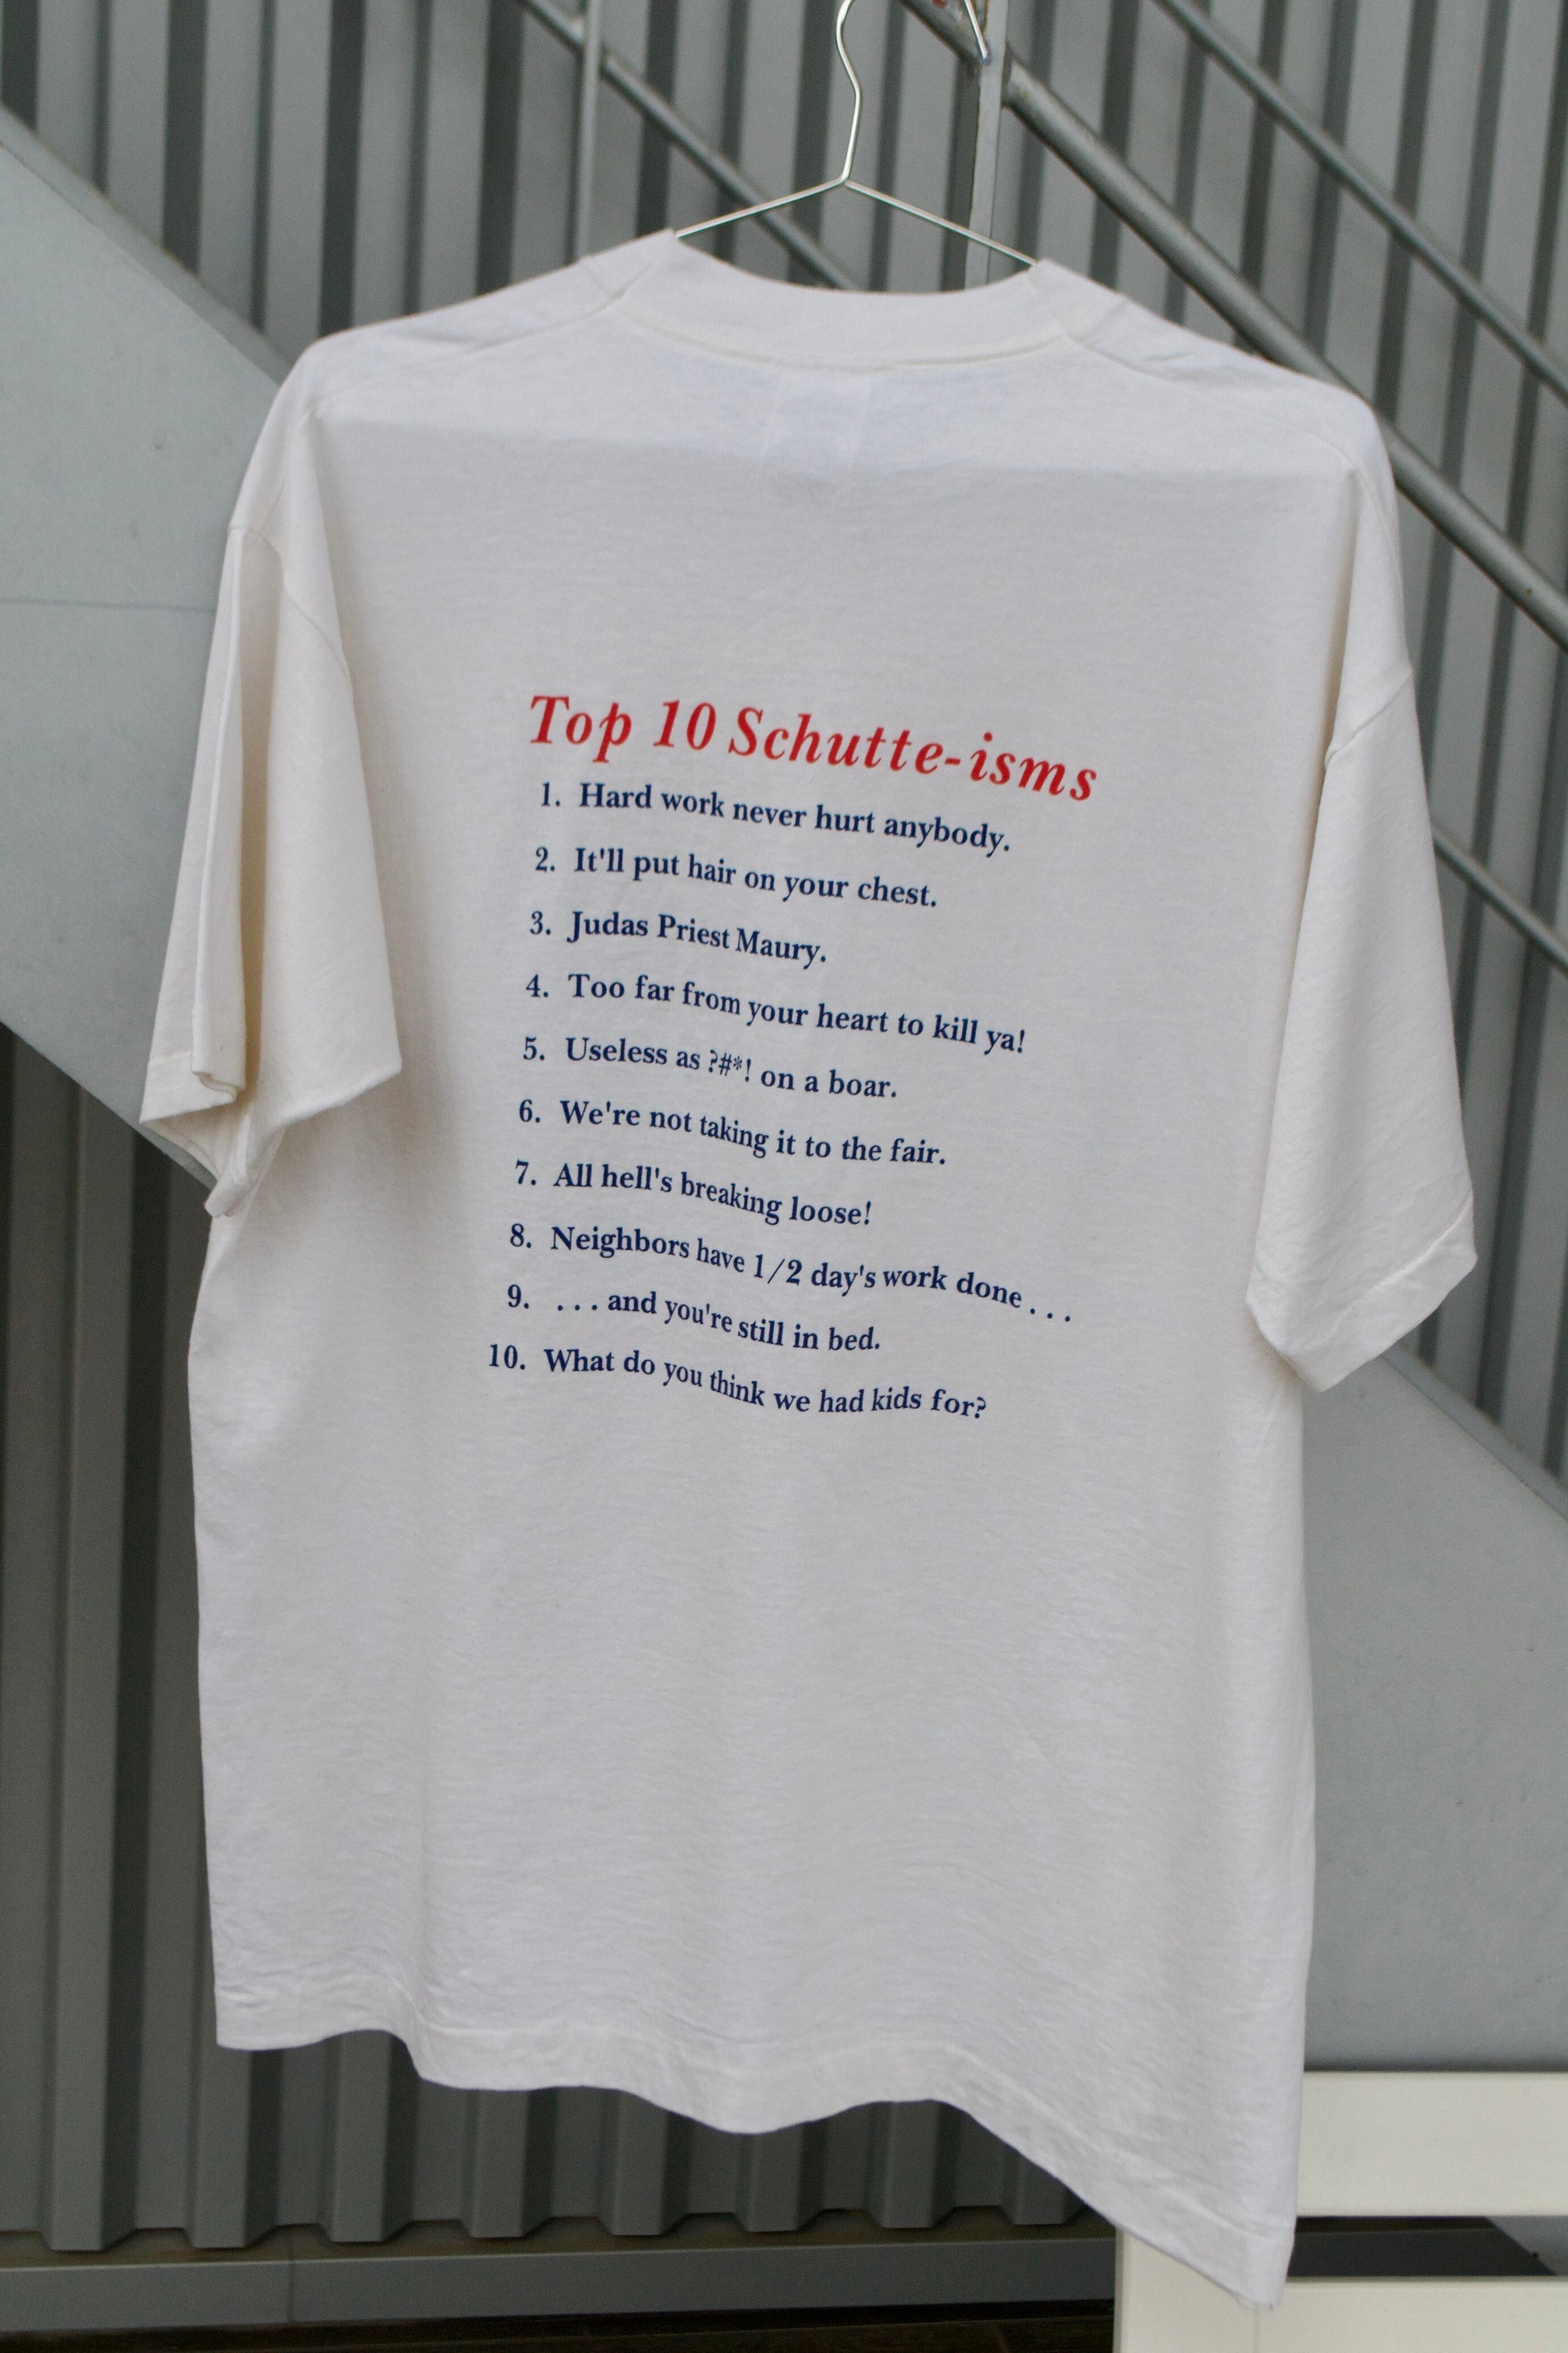 Top 10 Schutte-isms
1. Hard work never hurt anybody.
2. It'll put hair on your chest.
3. Judas Priest Maury.
4. Too far from your heart to kill ya!
5. Useless as ?#*! on a boar.
6. We're not taking it to the fair.
7. All hell's breaking loose!
8. Neighbors have 1/2 day's work done . . .
9. . . . and you're still in bed.
10. What do you think we had kids for?